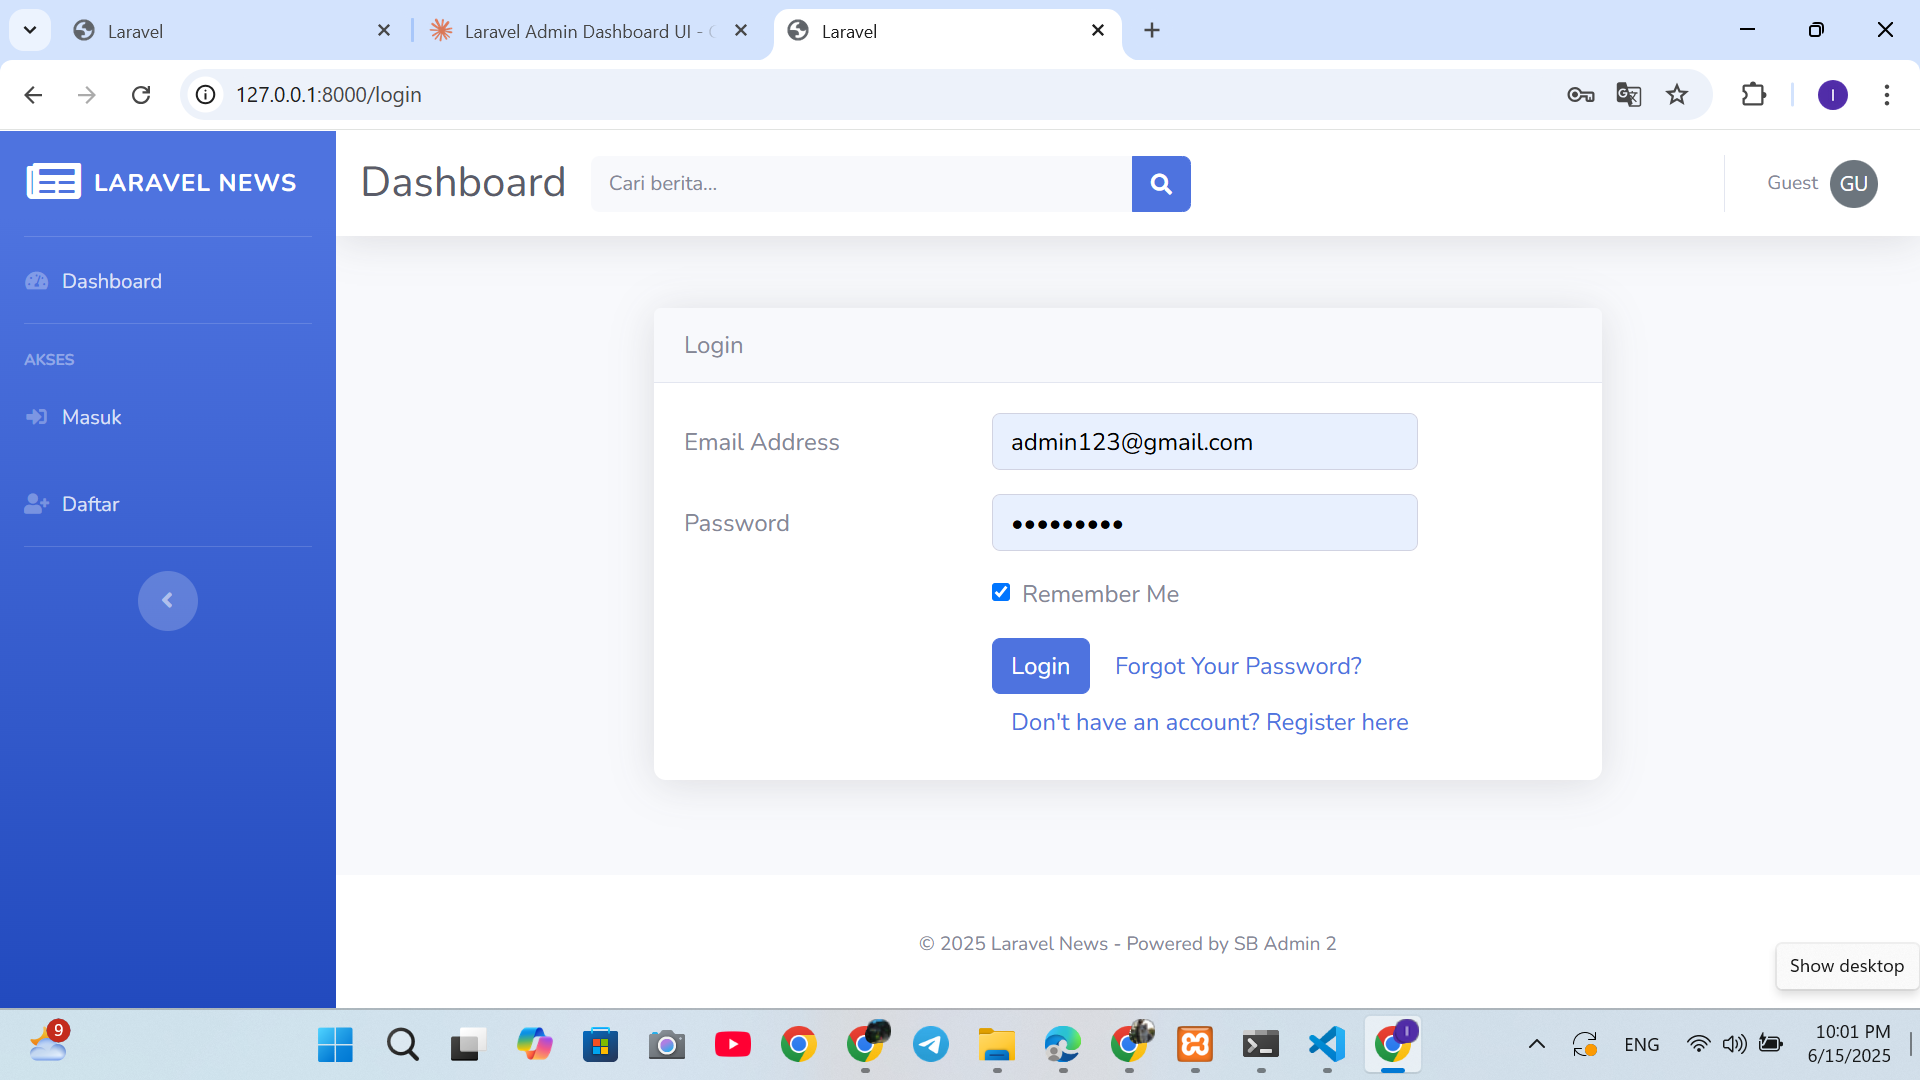 Laravel
Laravel Admin Dashboard UI -
Laravel
127.0.0.1:8000/login
I
LARAVEL NEWS
Dashboard
AKSES
Masuk
Daftar
Dashboard
Cari berita...
Guest
GU
Login
Email Address
admin123@gmail.com
Password
•••••••••
Remember Me
Login
Forgot Your Password?
Don't have an account? Register here
© 2025 Laravel News - Powered by SB Admin 2
Show desktop
9
I
ENG
10:01 PM
6/15/2025